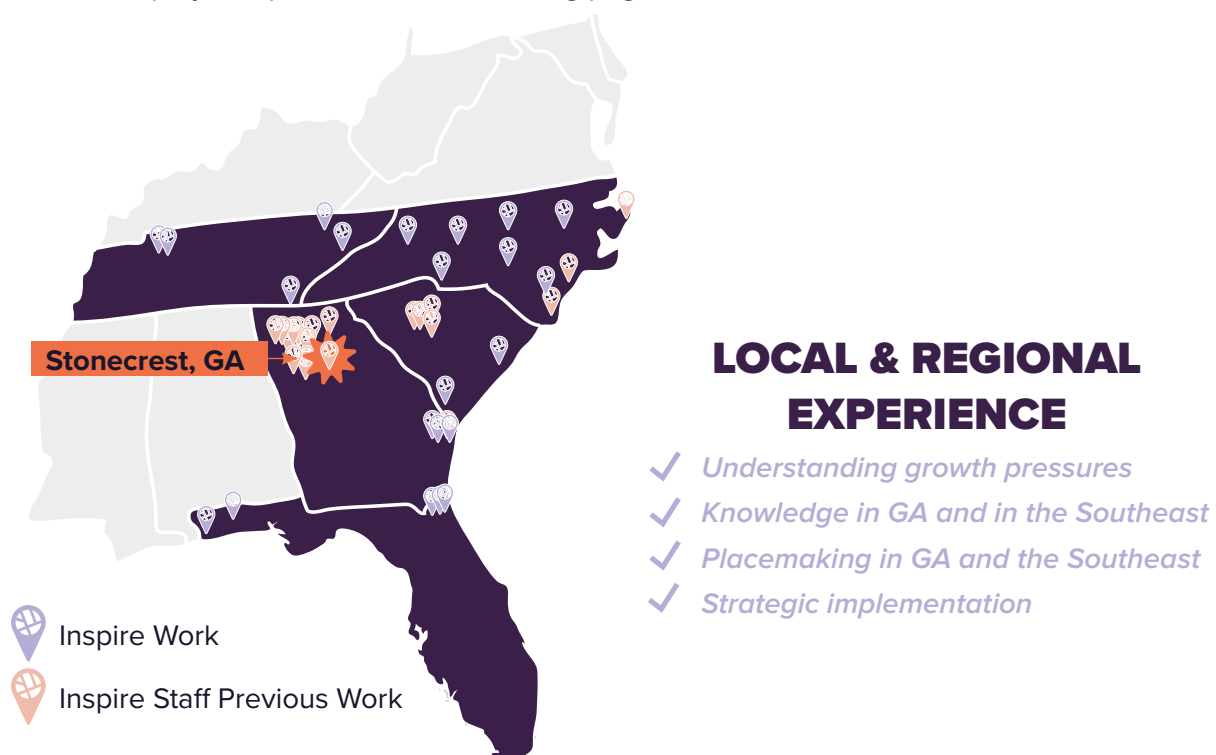 Stonecrest, GA
LOCAL & REGIONAL
EXPERIENCE
Understanding growth pressures
Knowledge in GA and in the Southeast
Placemaking in GA and the Southeast
Strategic implementation
Inspire Work
Inspire Staff Previous Work